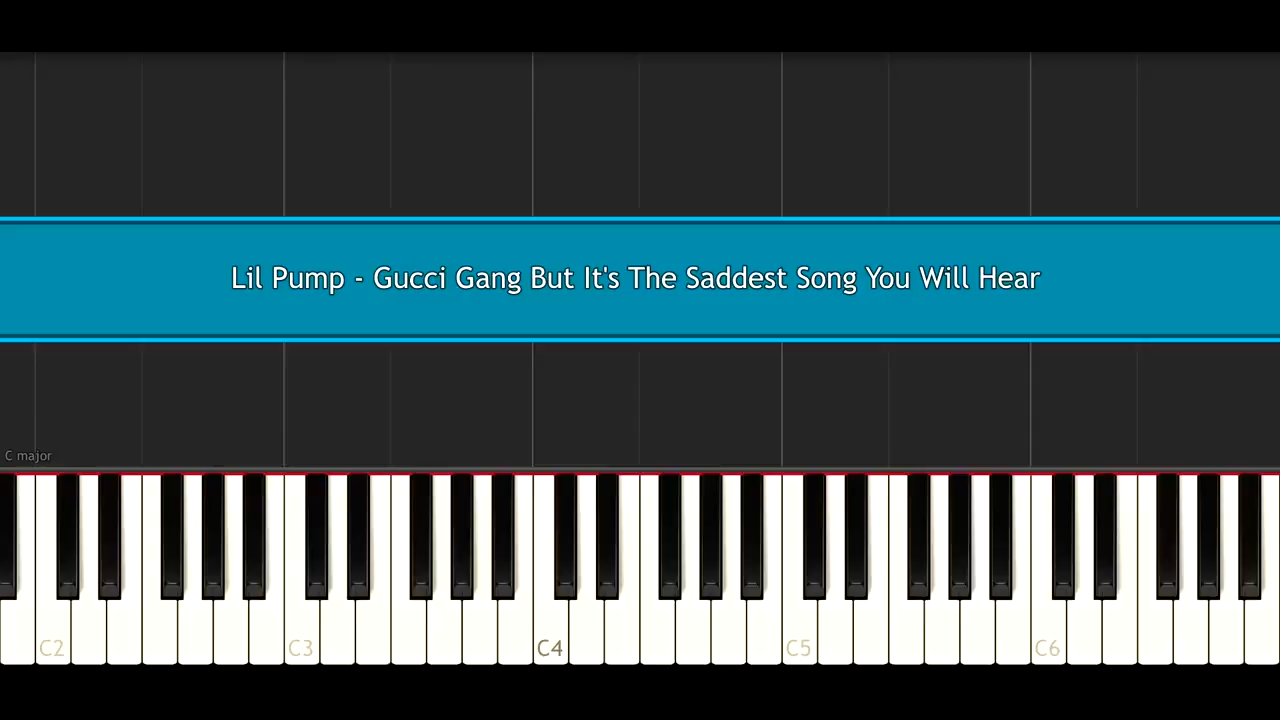 Lil Pump - Gucci Gang But It's The Saddest Song You Will Hear
C major
C2 C3 C4 C5 C6